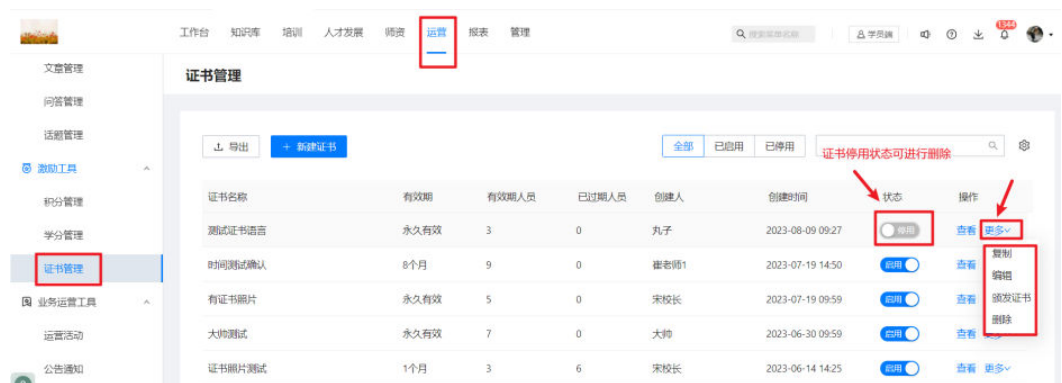 工作台 知识库 培训 人才发展 师资 运营 报表 管理 搜索菜单名称 学员端 1344
文章管理
证书管理
问答管理
话题管理
导出 + 新建证书 全部 已启用 已停用
证书停用状态可进行删除
激励工具
证书名称 有效期 有效期人员 已过期人员 创建人 创建时间 状态 操作
积分管理
测试证书语言 永久有效 3 0 丸子 2023-08-09 09:27 停用 查看 更多
学分管理
复制
时间测试确认 8个月 9 0 崔老师1 2023-07-19 14:50 启用 查看
证书管理
编辑
有证书照片 永久有效 5 0 宋校长 2023-07-19 09:59 启用 查看
颁发证书
业务运营工具
删除
大帅测试 永久有效 7 0 大帅 2023-06-30 09:59 启用 查看
运营活动
证书照片测试 1个月 3 6 宋校长 2023-06-14 14:25 启用 查看 更多
公告通知